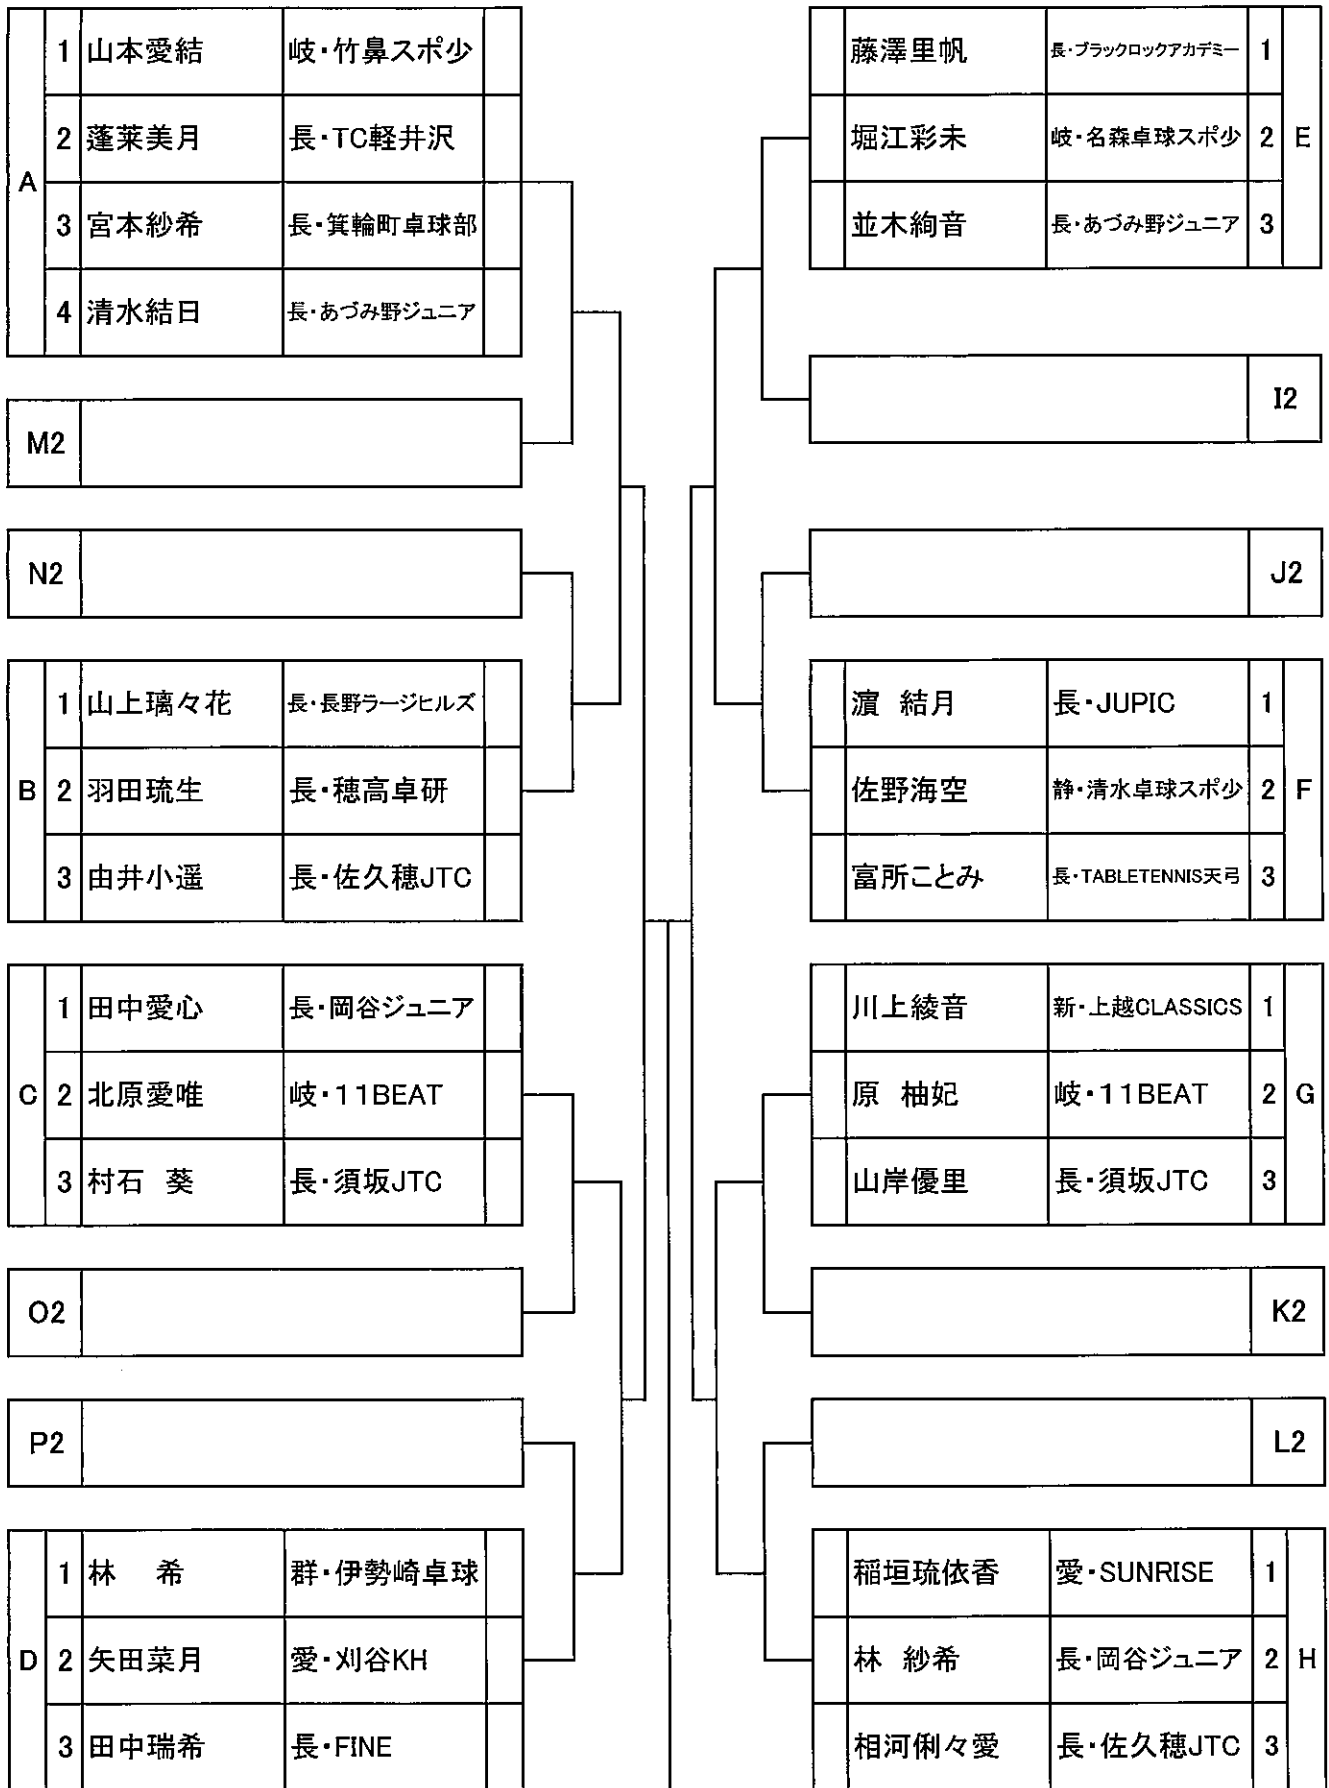 A
1 山本愛結 岐・竹鼻スポ少
2 蓬莱美月 長・TC軽井沢
3 宮本紗希 長・箕輪町卓球部
4 清水結日 長・あづみ野ジュニア
M2
N2
B
1 山上璃々花 長・長野ラージヒルズ
2 羽田琉生 長・穂高卓研
3 由井小遥 長・佐久穂JTC
C
1 田中愛心 長・岡谷ジュニア
2 北原愛唯 岐・11BEAT
3 村石 葵 長・須坂JTC
O2
P2
D
1 林 希 群・伊勢崎卓球
2 矢田菜月 愛・刈谷KH
3 田中瑞希 長・FINE
藤澤里帆 長・ブラックロックアカデミー 1
堀江彩未 岐・名森卓球スポ少 2
並木絢音 長・あづみ野ジュニア 3
E
I2
J2
濵 結月 長・JUPIC 1
佐野海空 静・清水卓球スポ少 2
富所ことみ 長・TABLETENNIS天弓 3
F
川上綾音 新・上越CLASSICS 1
原 柚妃 岐・11BEAT 2
山岸優里 長・須坂JTC 3
G
K2
L2
稲垣琉依香 愛・SUNRISE 1
林 紗希 長・岡谷ジュニア 2
相河俐々愛 長・佐久穂JTC 3
H